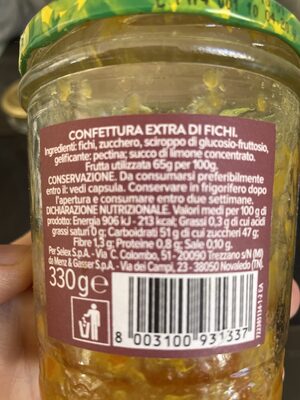 CONFETTURA EXTRA DI FICHI.
Ingredienti: fichi, zucchero, sciroppo di glucosio-fruttosio,
gelificante: pectina; succo di limone concentrato.
Frutta utilizzata 65g per 100g.
CONSERVAZIONE. Da consumarsi preferibilmente
entro il: vedi capsula. Conservare in frigorifero dopo
l'apertura e consumare entro due settimane.
DICHIARAZIONE NUTRIZIONALE. Valori medi per 100 g di
prodotto: Energia 906 kJ - 213 kcal; Grassi 0,3 g di cui acidi
grassi saturi 0 g; Carboidrati 51 g di cui zuccheri 47 g;
Fibre 1,3 g; Proteine 0,8 g; Sale 0,10 g.
Per Selex S.p.A. - Via C. Colombo, 51 - 20090 Trezzano s/N (MI)
da Menz & Gasser S.p.A. - Via dei Campi, 23 - 38050 Novaledo (TN).
330 g e
8 003100 931337